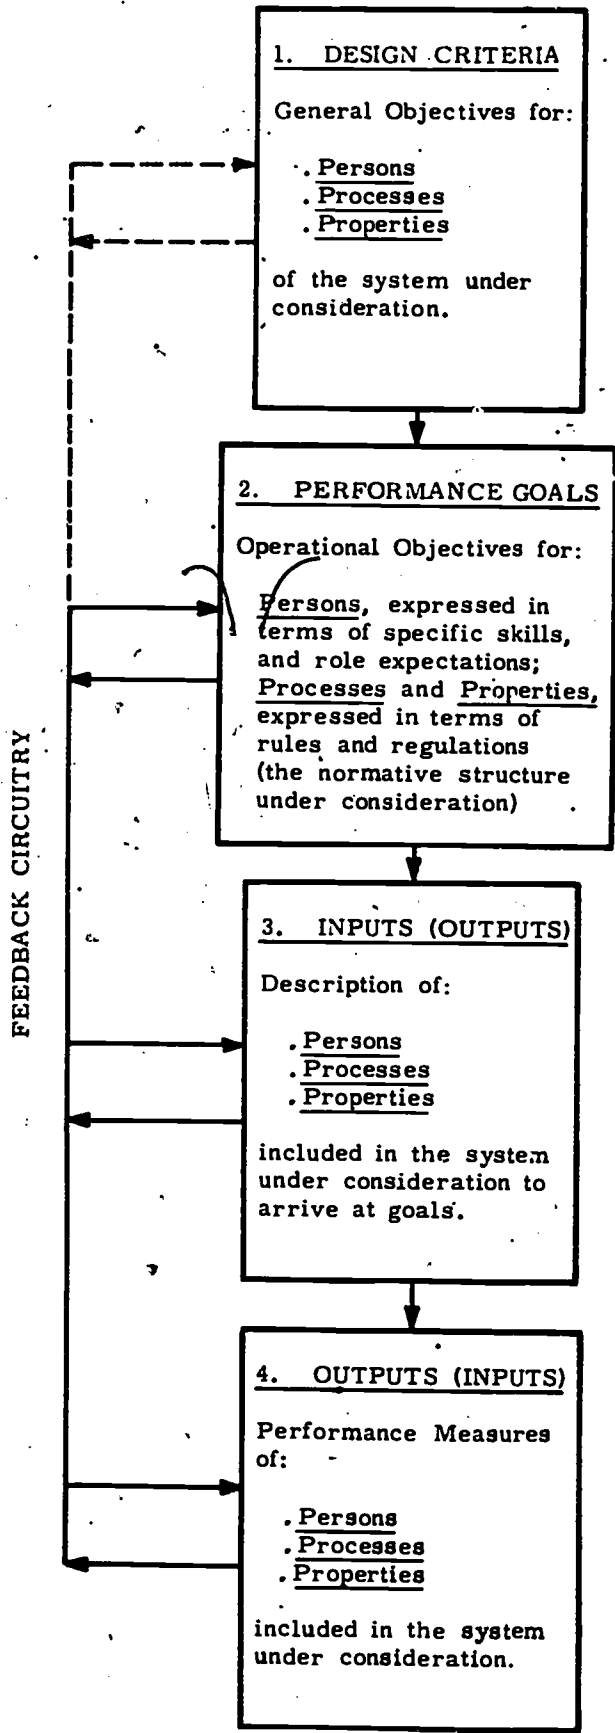 1. DESIGN CRITERIA
General Objectives for:
. Persons
. Processes
. Properties
of the system under
consideration.
2. PERFORMANCE GOALS
Operational Objectives for:
Persons, expressed in
terms of specific skills,
and role expectations;
Processes and Properties,
expressed in terms of
rules and regulations
(the normative structure
under consideration)
FEEDBACK CIRCUITRY
3. INPUTS (OUTPUTS)
Description of:
. Persons
. Processes
. Properties
included in the system
under consideration to
arrive at goals.
4. OUTPUTS (INPUTS)
Performance Measures
of:
. Persons
. Processes
. Properties
included in the system
under consideration.